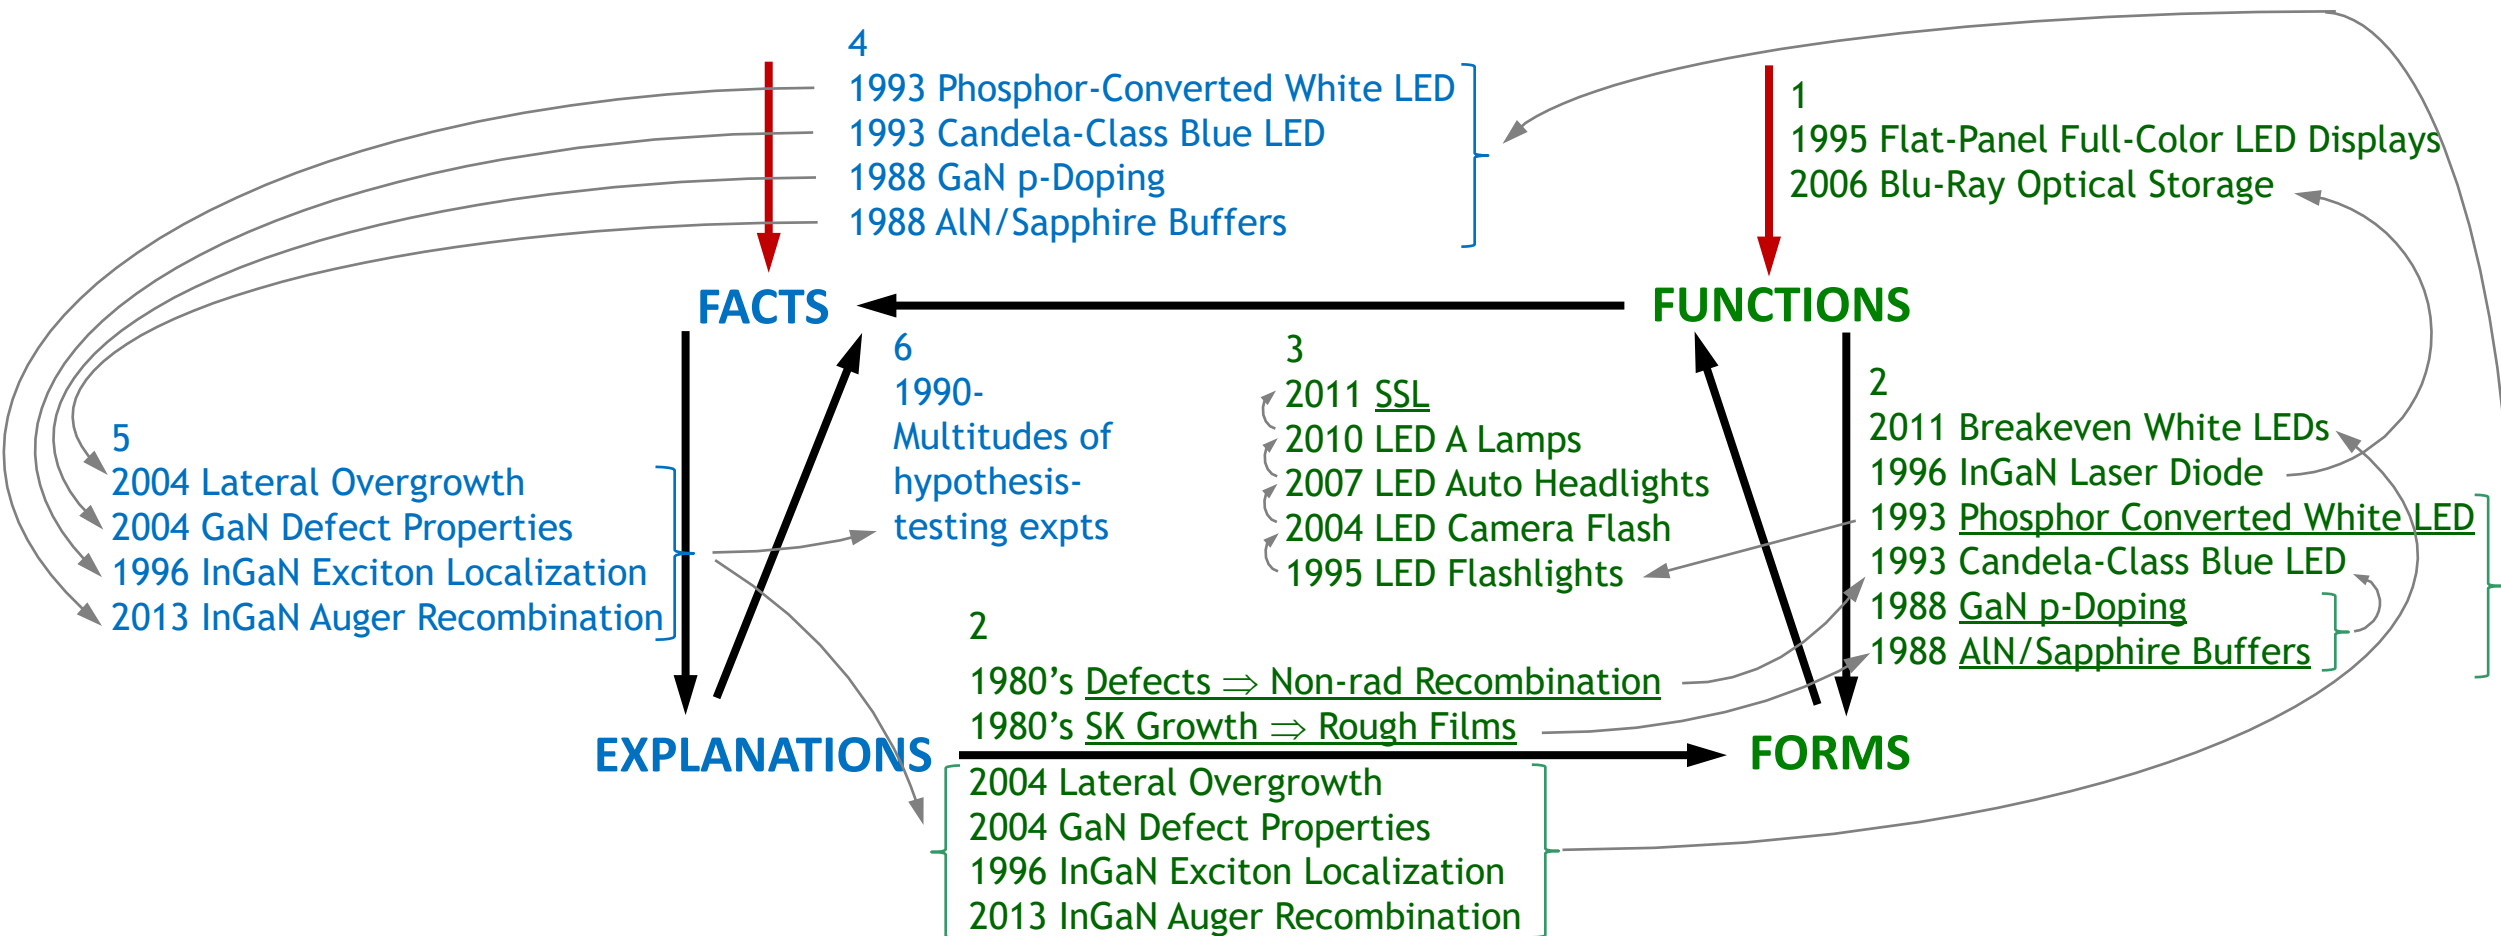 4
1993 Phosphor-Converted White LED
1993 Candela-Class Blue LED
1988 GaN p-Doping
1988 AlN/Sapphire Buffers
1
1995 Flat-Panel Full-Color LED Displays
2006 Blu-Ray Optical Storage
FACTS
FUNCTIONS
5
2004 Lateral Overgrowth
2004 GaN Defect Properties
1996 InGaN Exciton Localization
2013 InGaN Auger Recombination
6
1990-
Multitudes of
hypothesis-
testing expts
3
2011 SSL
2010 LED A Lamps
2007 LED Auto Headlights
2004 LED Camera Flash
1995 LED Flashlights
2
2011 Breakeven White LEDs
1996 InGaN Laser Diode
1993 Phosphor Converted White LED
1993 Candela-Class Blue LED
1988 GaN p-Doping
1988 AlN/Sapphire Buffers
2
1980’s Defects ⇒ Non-rad Recombination
1980’s SK Growth ⇒ Rough Films
EXPLANATIONS
FORMS
2004 Lateral Overgrowth
2004 GaN Defect Properties
1996 InGaN Exciton Localization
2013 InGaN Auger Recombination